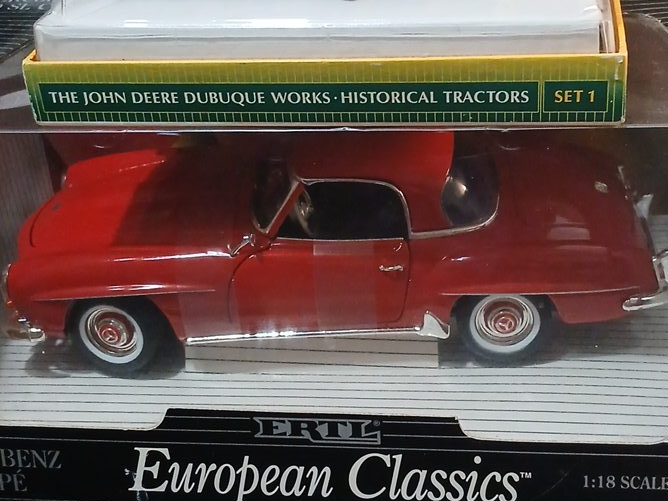 THE JOHN DEERE DUBUQUE WORKS · HISTORICAL TRACTORS SET 1
ERTL®
BENZ
PÉ
European Classics™
1:18 SCALE